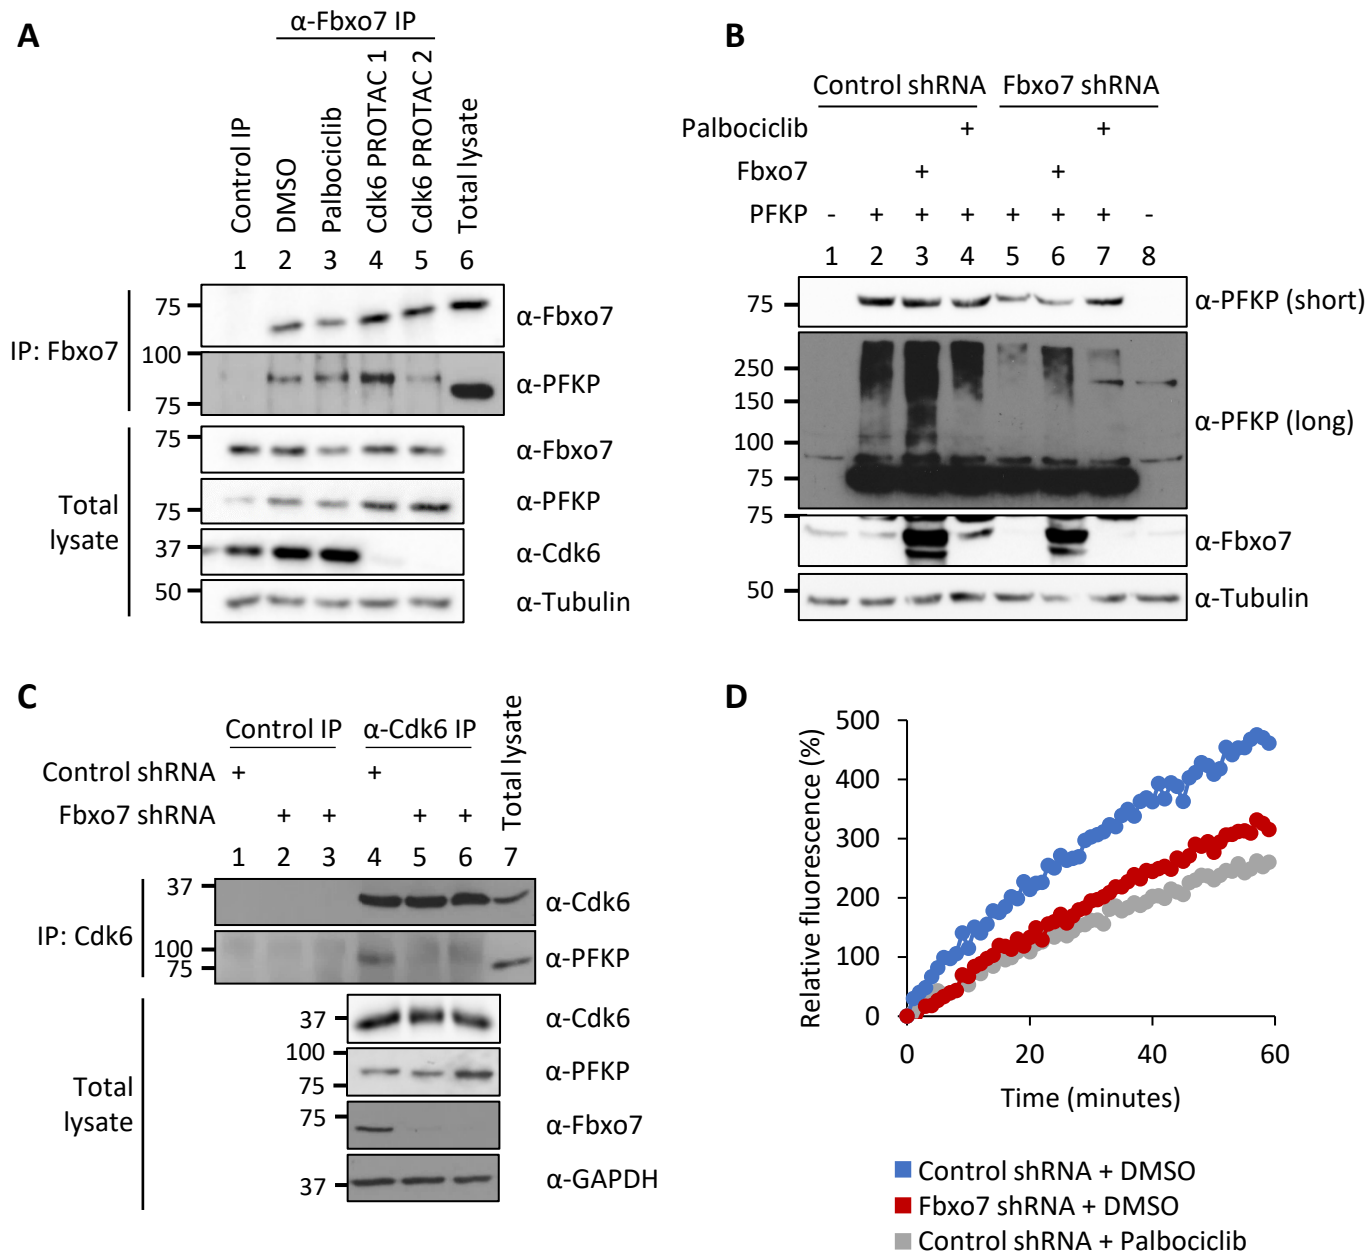 A
α-Fbxo7 IP
Control IP
DMSO
Palbociclib
Cdk6 PROTAC 1
Cdk6 PROTAC 2
Total lysate
1 2 3 4 5 6
IP: Fbxo7
75
α-Fbxo7
100
75
α-PFKP
Total
lysate
75
α-Fbxo7
75
α-PFKP
37
α-Cdk6
50
α-Tubulin
B
Control shRNA Fbxo7 shRNA
Palbociclib + +
Fbxo7 + +
PFKP - + + + + + + -
1 2 3 4 5 6 7 8
75
α-PFKP (short)
250
150
100
75
α-PFKP (long)
75
α-Fbxo7
50
α-Tubulin
C
Control IP α-Cdk6 IP
Total lysate
Control shRNA + +
Fbxo7 shRNA + + + +
1 2 3 4 5 6 7
IP: Cdk6
37
α-Cdk6
100
75
α-PFKP
Total
lysate
37
α-Cdk6
100
75
α-PFKP
75
α-Fbxo7
37
α-GAPDH
D
Relative fluorescence (%)
500
400
300
200
100
0
0 20 40 60
Time (minutes)
Control shRNA + DMSO
Fbxo7 shRNA + DMSO
Control shRNA + Palbociclib